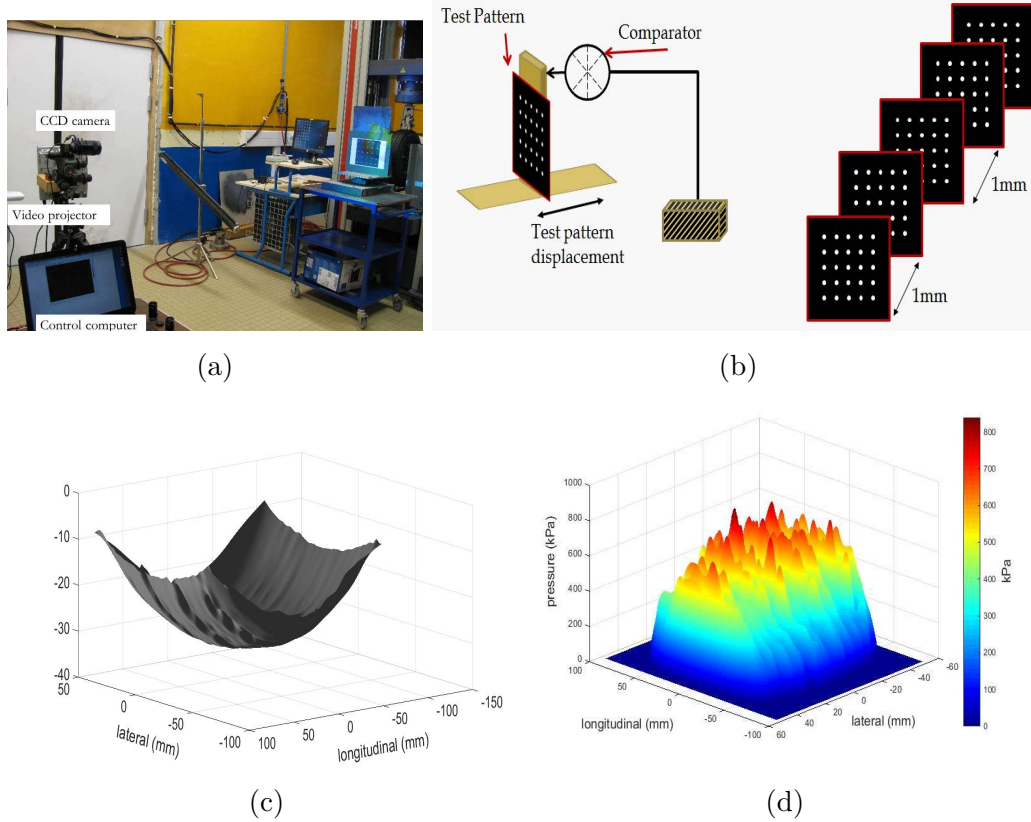 CCD camera
Video projector
Control computer
(a)
Test Pattern
Comparator
Test pattern
displacement
1mm
1mm
(b)
0
-10
-20
-30
-40
50
0
-50
-100
lateral (mm)
100
50
0
-50
-100
-150
longitudinal (mm)
(c)
1000
800
600
400
200
0
pressure (kPa)
100
50
0
-50
-100
longitudinal (mm)
60
40
20
0
-20
-40
-60
lateral (mm)
800
700
600
500
400
300
200
100
0
kPa
(d)